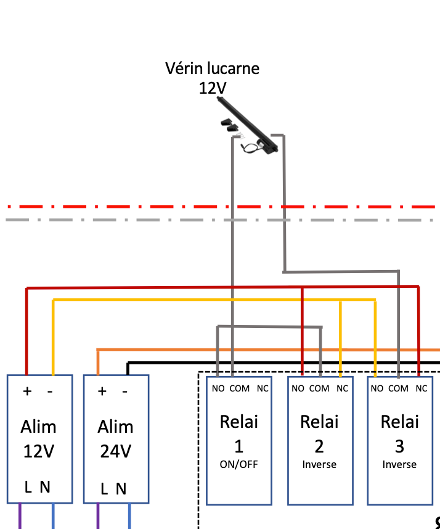 Vérin lucarne
12V
+ -
Alim
12V
L N
+ -
Alim
24V
L N
NO COM NC
Relai
1
ON/OFF
NO COM NC
Relai
2
Inverse
NO COM NC
Relai
3
Inverse